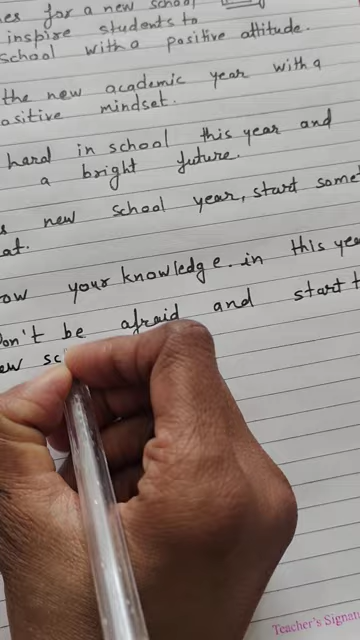 es for a new school
inspire students to
school with a positive attitude.
the new academic year with a
ositive mindset.
hard in school this year and
a bright future.
new school year, start some
at.
ow your knowledge. in this yea
on't be afraid and start t
ew sc
Teacher's Signat